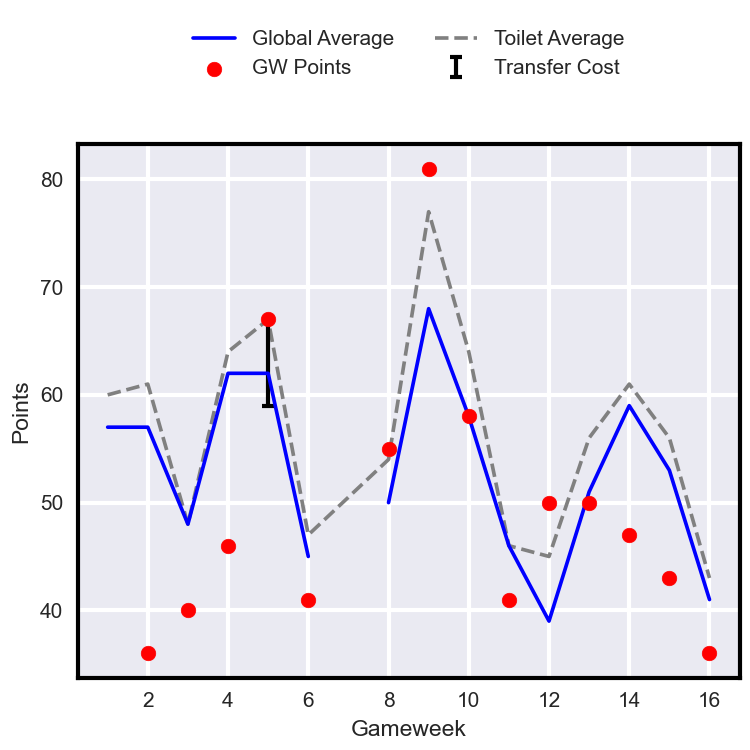 Global Average
Toilet Average
GW Points
Transfer Cost
80
70
60
50
40
Points
2 4 6 8 10 12 14 16
Gameweek